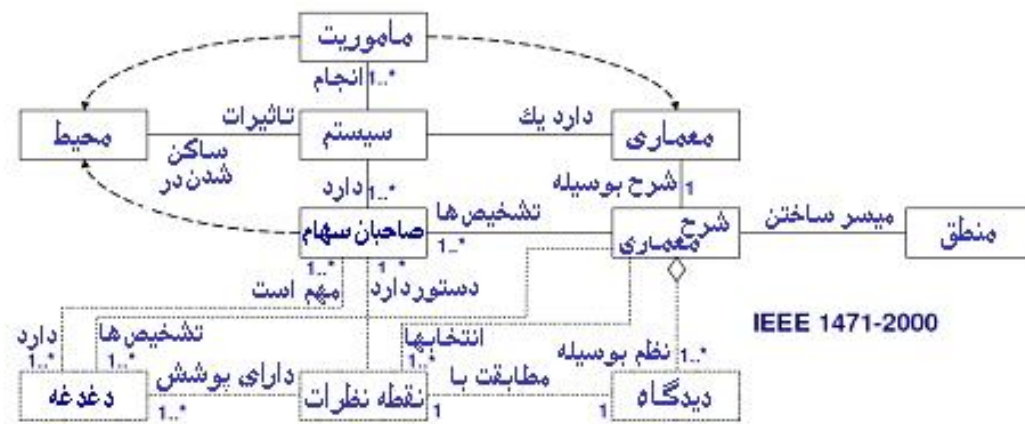 ماموریت
انجام
1..*
محیط
تاثیرات
سیستم
دارد یك
معماری
ساکن
شدن در
دارد
1..*
شرح بوسیله
1
صاحبان سهام
تشخیص ها
1..*
شرح
معماری
میسر ساختن
منطق
1..*
1..*
مهم است
دستور دارد
IEEE 1471-2000
دارد
1..*
تشخیص ها
1..*
انتخابها
1..*
نظم بوسیله
1..*
دغدغه
دارای پوشش
1..*
نقطه نظرات
مطابقت با
1
1
دیدگاه